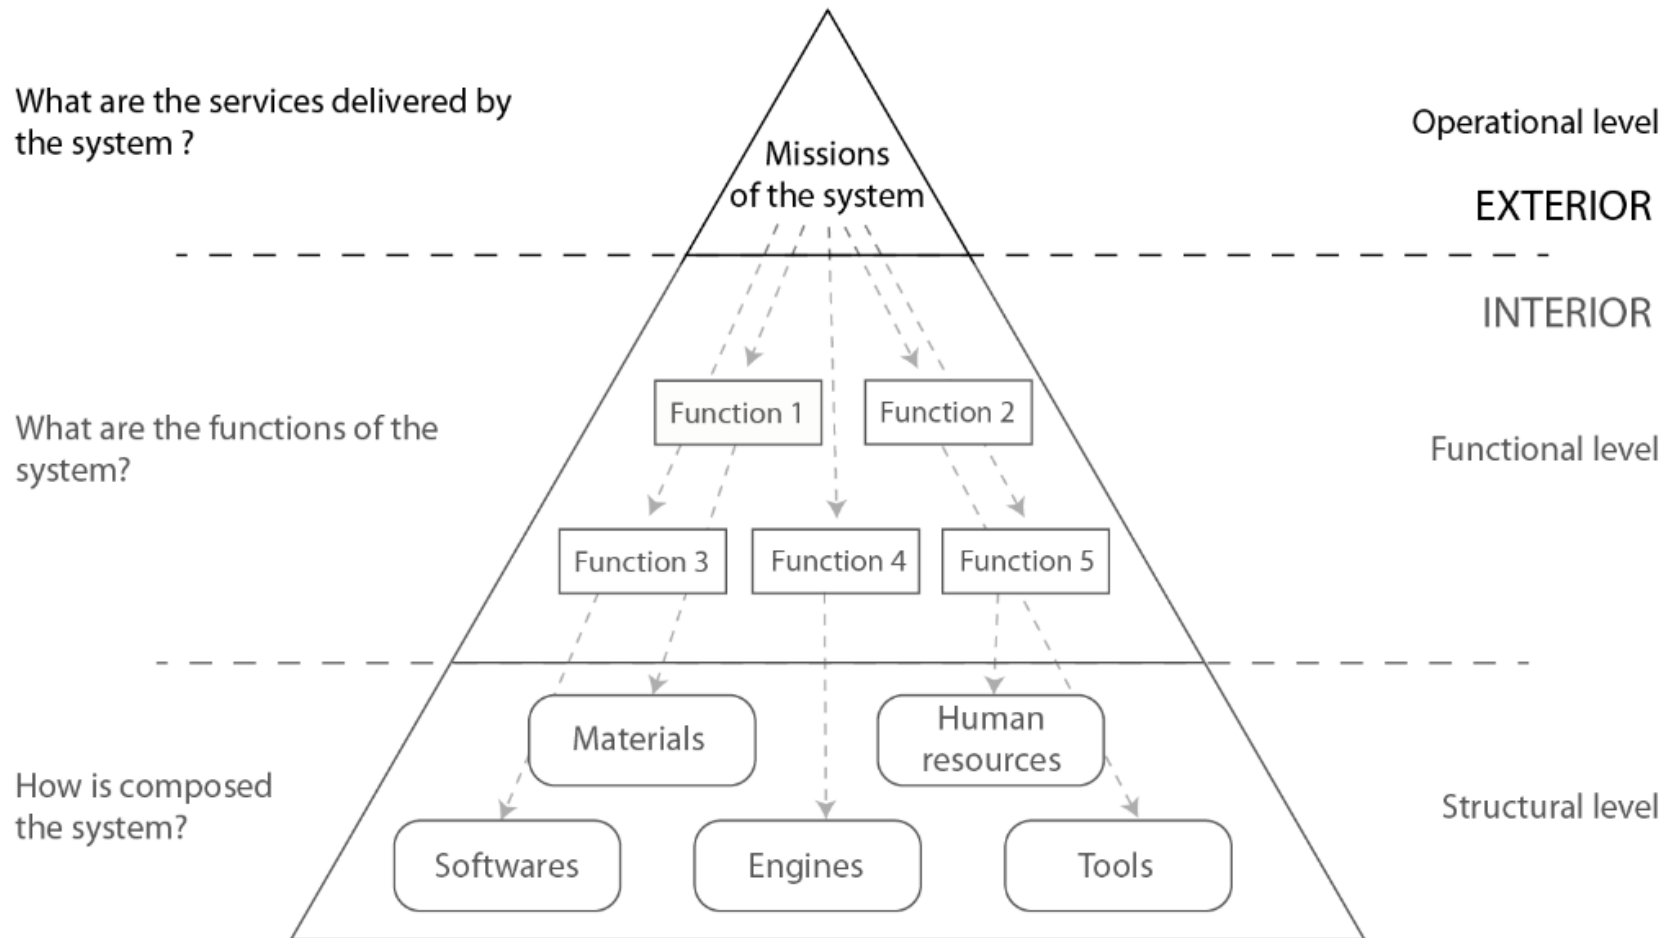 What are the services delivered by
the system ?
Missions
of the system
Operational level
EXTERIOR
INTERIOR
Function 1
Function 2
What are the functions of the
system?
Functional level
Function 3
Function 4
Function 5
Materials
Human
resources
How is composed
the system?
Structural level
Softwares
Engines
Tools